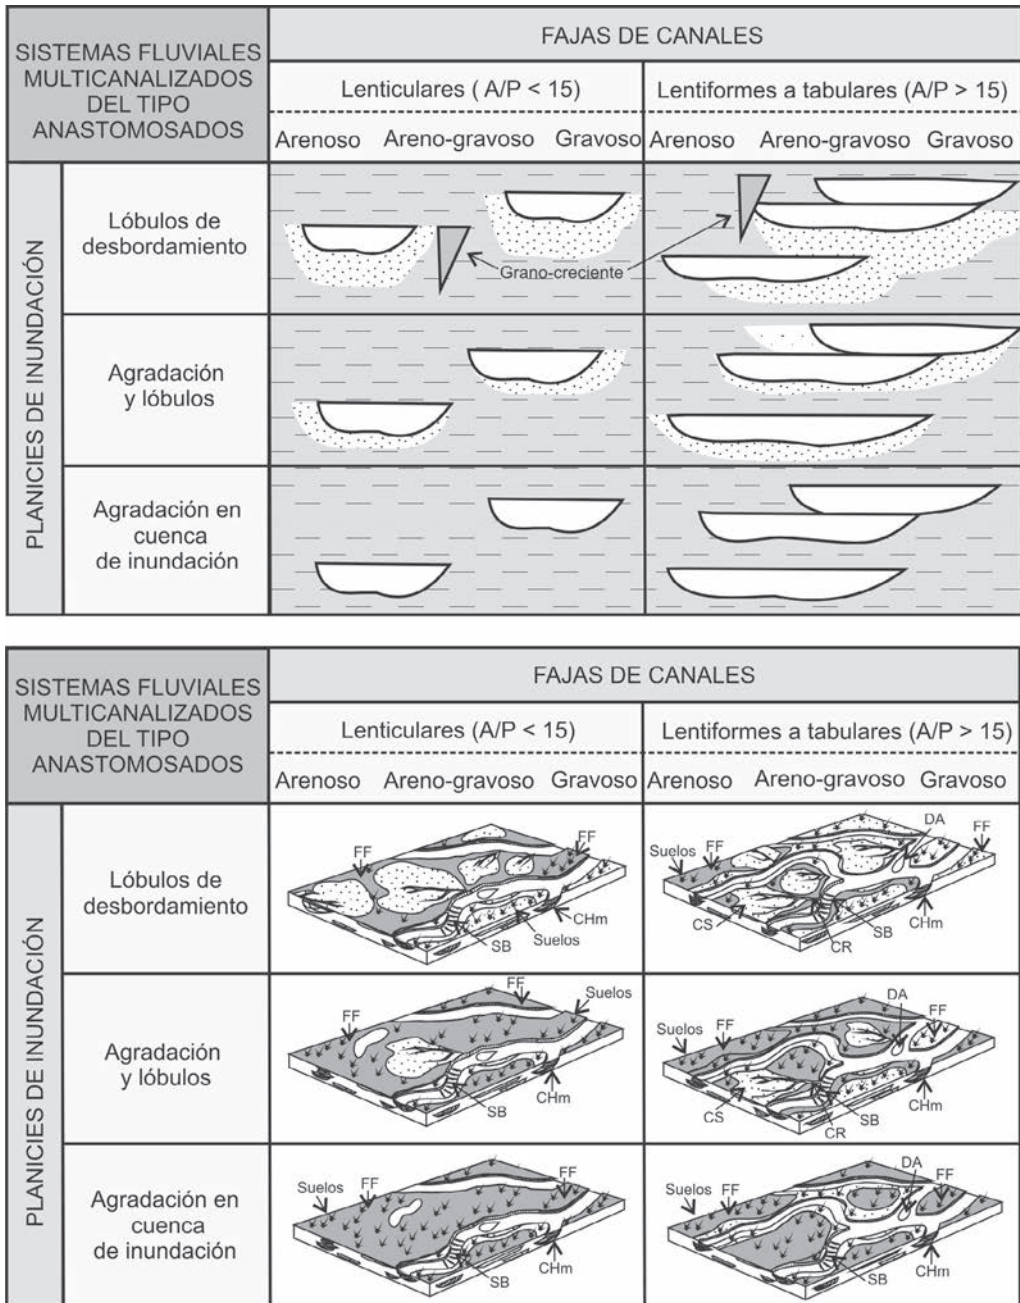 SISTEMAS FLUVIALES
MULTICANALIZADOS
DEL TIPO
ANASTOMOSADOS
FAJAS DE CANALES
Lenticulares ( A/P < 15)
Lentiformes a tabulares (A/P > 15)
Arenoso Areno-gravoso Gravoso
Arenoso Areno-gravoso Gravoso
PLANICIES DE INUNDACIÓN
Lóbulos de
desbordamiento
Grano-creciente
Agradación
y lóbulos
Agradación en
cuenca
de inundación
SISTEMAS FLUVIALES
MULTICANALIZADOS
DEL TIPO
ANASTOMOSADOS
FAJAS DE CANALES
Lenticulares (A/P < 15)
Lentiformes a tabulares (A/P > 15)
Arenoso Areno-gravoso Gravoso
Arenoso Areno-gravoso Gravoso
PLANICIES DE INUNDACIÓN
Lóbulos de
desbordamiento
FF
FF
SB
Suelos
CHm
Suelos
FF
DA
FF
CS
CR
SB
CHm
Agradación
y lóbulos
FF
FF
Suelos
SB
CHm
Suelos
FF
DA
FF
CS
CR
SB
CHm
Agradación en
cuenca
de inundación
Suelos
FF
FF
SB
CHm
Suelos
FF
DA
FF
SB
CHm